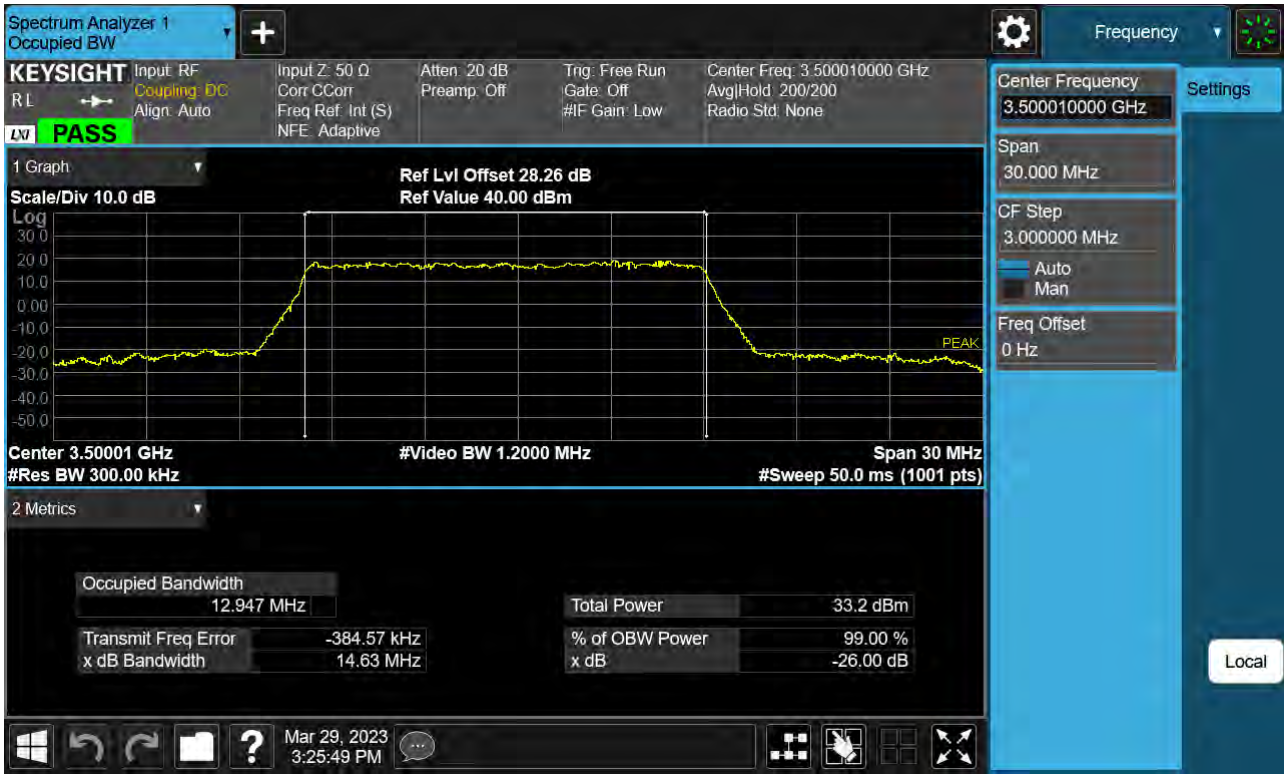 Spectrum Analyzer 1
Occupied BW
+
Frequency
KEYSIGHT
RL
LXI
PASS
Input: RF
Coupling: DC
Align: Auto
Input Z: 50 Ω
Corr CCorr
Freq Ref: Int (S)
NFE: Adaptive
Atten: 20 dB
Preamp: Off
Trig: Free Run
Gate: Off
#IF Gain: Low
Center Freq: 3.500010000 GHz
Avg|Hold: 200/200
Radio Std: None
Center Frequency
3.500010000 GHz
Settings
Span
30.000 MHz
CF Step
3.000000 MHz
Auto
Man
Freq Offset
0 Hz
Local
1 Graph
Scale/Div 10.0 dB
Ref Lvl Offset 28.26 dB
Ref Value 40.00 dBm
Log
30.0
20.0
10.0
0.00
-10.0
-20.0
-30.0
-40.0
-50.0
PEAK
Center 3.50001 GHz
#Video BW 1.2000 MHz
Span 30 MHz
#Res BW 300.00 kHz
#Sweep 50.0 ms (1001 pts)
2 Metrics
Occupied Bandwidth
12.947 MHz
Total Power 33.2 dBm
Transmit Freq Error -384.57 kHz
% of OBW Power 99.00 %
x dB Bandwidth 14.63 MHz
x dB -26.00 dB
?
Mar 29, 2023
3:25:49 PM